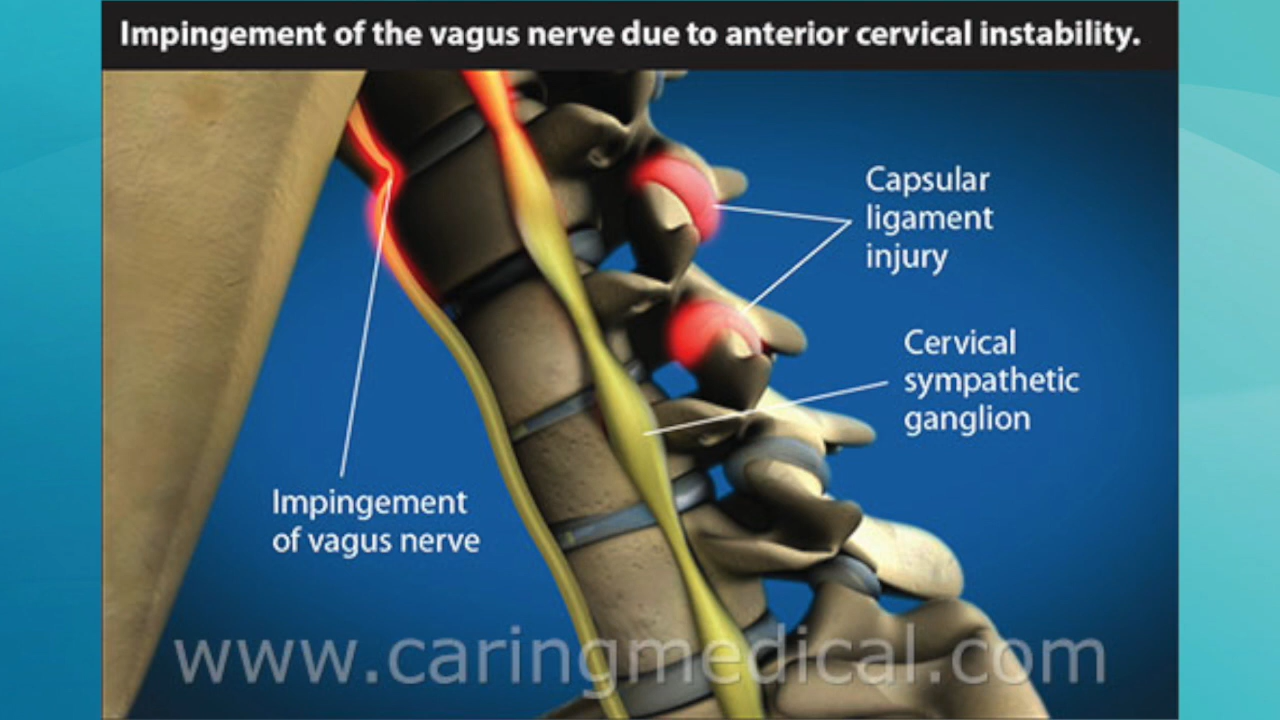 Impingement of the vagus nerve due to anterior cervical instability.
Capsular
ligament
injury
Cervical
sympathetic
ganglion
Impingement
of vagus nerve
www.caringmedical.com